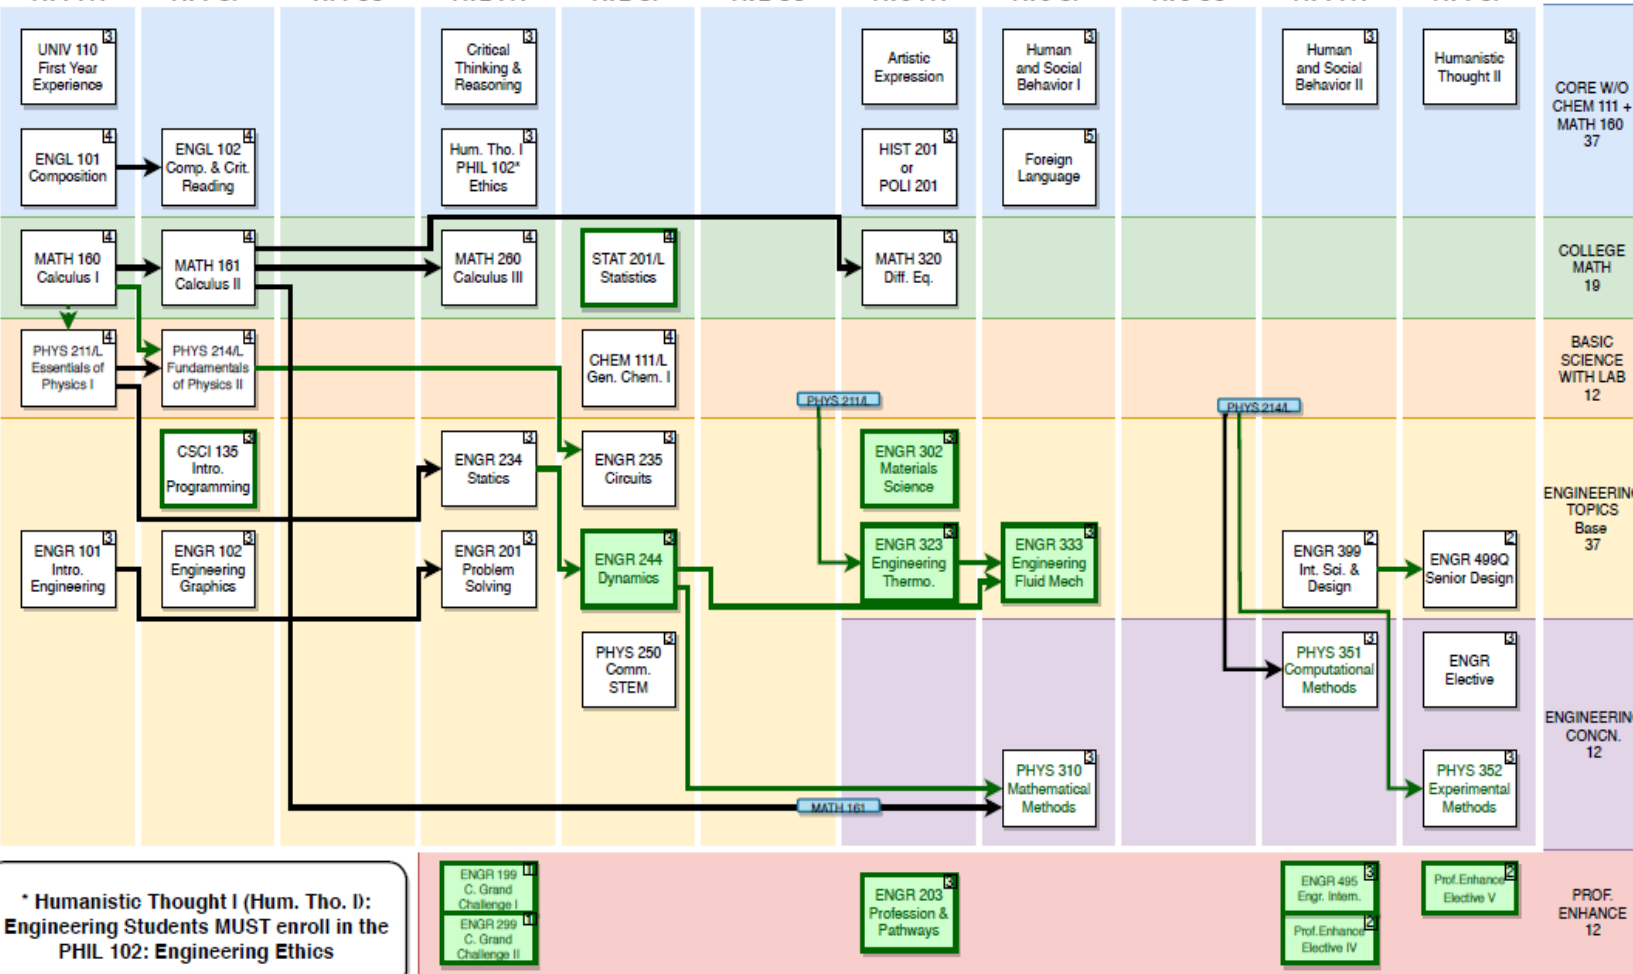 3
UNIV 110
First Year
Experience
3
Critical
Thinking &
Reasoning
3
Artistic
Expression
3
Human
and Social
Behavior I
3
Human
and Social
Behavior II
3
Humanistic
Thought II
CORE W/O
CHEM 111 +
MATH 160
37
4
ENGL 101
Composition
4
ENGL 102
Comp. & Crit.
Reading
3
Hum. Tho. I
PHIL 102*
Ethics
3
HIST 201
or
POLI 201
5
Foreign
Language
4
MATH 160
Calculus I
4
MATH 161
Calculus II
4
MATH 260
Calculus III
4
STAT 201/L
Statistics
3
MATH 320
Diff. Eq.
COLLEGE
MATH
19
4
PHYS 211/L
Essentials of
Physics I
4
PHYS 214/L
Fundamentals
of Physics II
4
CHEM 111/L
Gen. Chem. I
BASIC
SCIENCE
WITH LAB
12
PHYS 211/L
PHYS 214/L
3
CSCI 135
Intro.
Programming
3
ENGR 234
Statics
3
ENGR 235
Circuits
3
ENGR 302
Materials
Science
ENGINEERING
TOPICS
Base
37
3
ENGR 101
Intro.
Engineering
3
ENGR 102
Engineering
Graphics
3
ENGR 201
Problem
Solving
3
ENGR 244
Dynamics
3
ENGR 323
Engineering
Thermo.
3
ENGR 333
Engineering
Fluid Mech
2
ENGR 399
Int. Sci. &
Design
2
ENGR 499Q
Senior Design
3
PHYS 250
Comm.
STEM
3
PHYS 351
Computational
Methods
3
ENGR
Elective
ENGINEERING
CONCN.
12
MATH 161
3
PHYS 310
Mathematical
Methods
3
PHYS 352
Experimental
Methods
* Humanistic Thought I (Hum. Tho. I):
Engineering Students MUST enroll in the
PHIL 102: Engineering Ethics
1
ENGR 199
C. Grand
Challenge I
1
ENGR 299
C. Grand
Challenge II
3
ENGR 203
Profession &
Pathways
3
ENGR 495
Engr. Intern.
2
Prof.Enhance
Elective IV
2
Prof.Enhance
Elective V
PROF.
ENHANCE
12